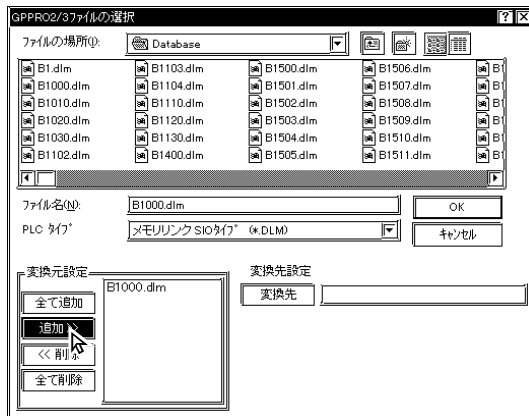 GPPRO2/3ファイルの選択
ファイルの場所(I):
Database
B1.dlm
B1000.dlm
B1010.dlm
B1020.dlm
B1030.dlm
B1102.dlm
B1103.dlm
B1104.dlm
B1110.dlm
B1120.dlm
B1130.dlm
B1400.dlm
B1500.dlm
B1501.dlm
B1502.dlm
B1503.dlm
B1504.dlm
B1505.dlm
B1506.dlm
B1507.dlm
B1508.dlm
B1509.dlm
B1510.dlm
B1511.dlm
ファイル名(N):
B1000.dlm
OK
PLC タイプ
メモリリンク SIOタイプ (*.DLM)
キャンセル
変換元設定
全て追加
追加 >>
<< 削除
全て削除
B1000.dlm
変換先設定
変換先